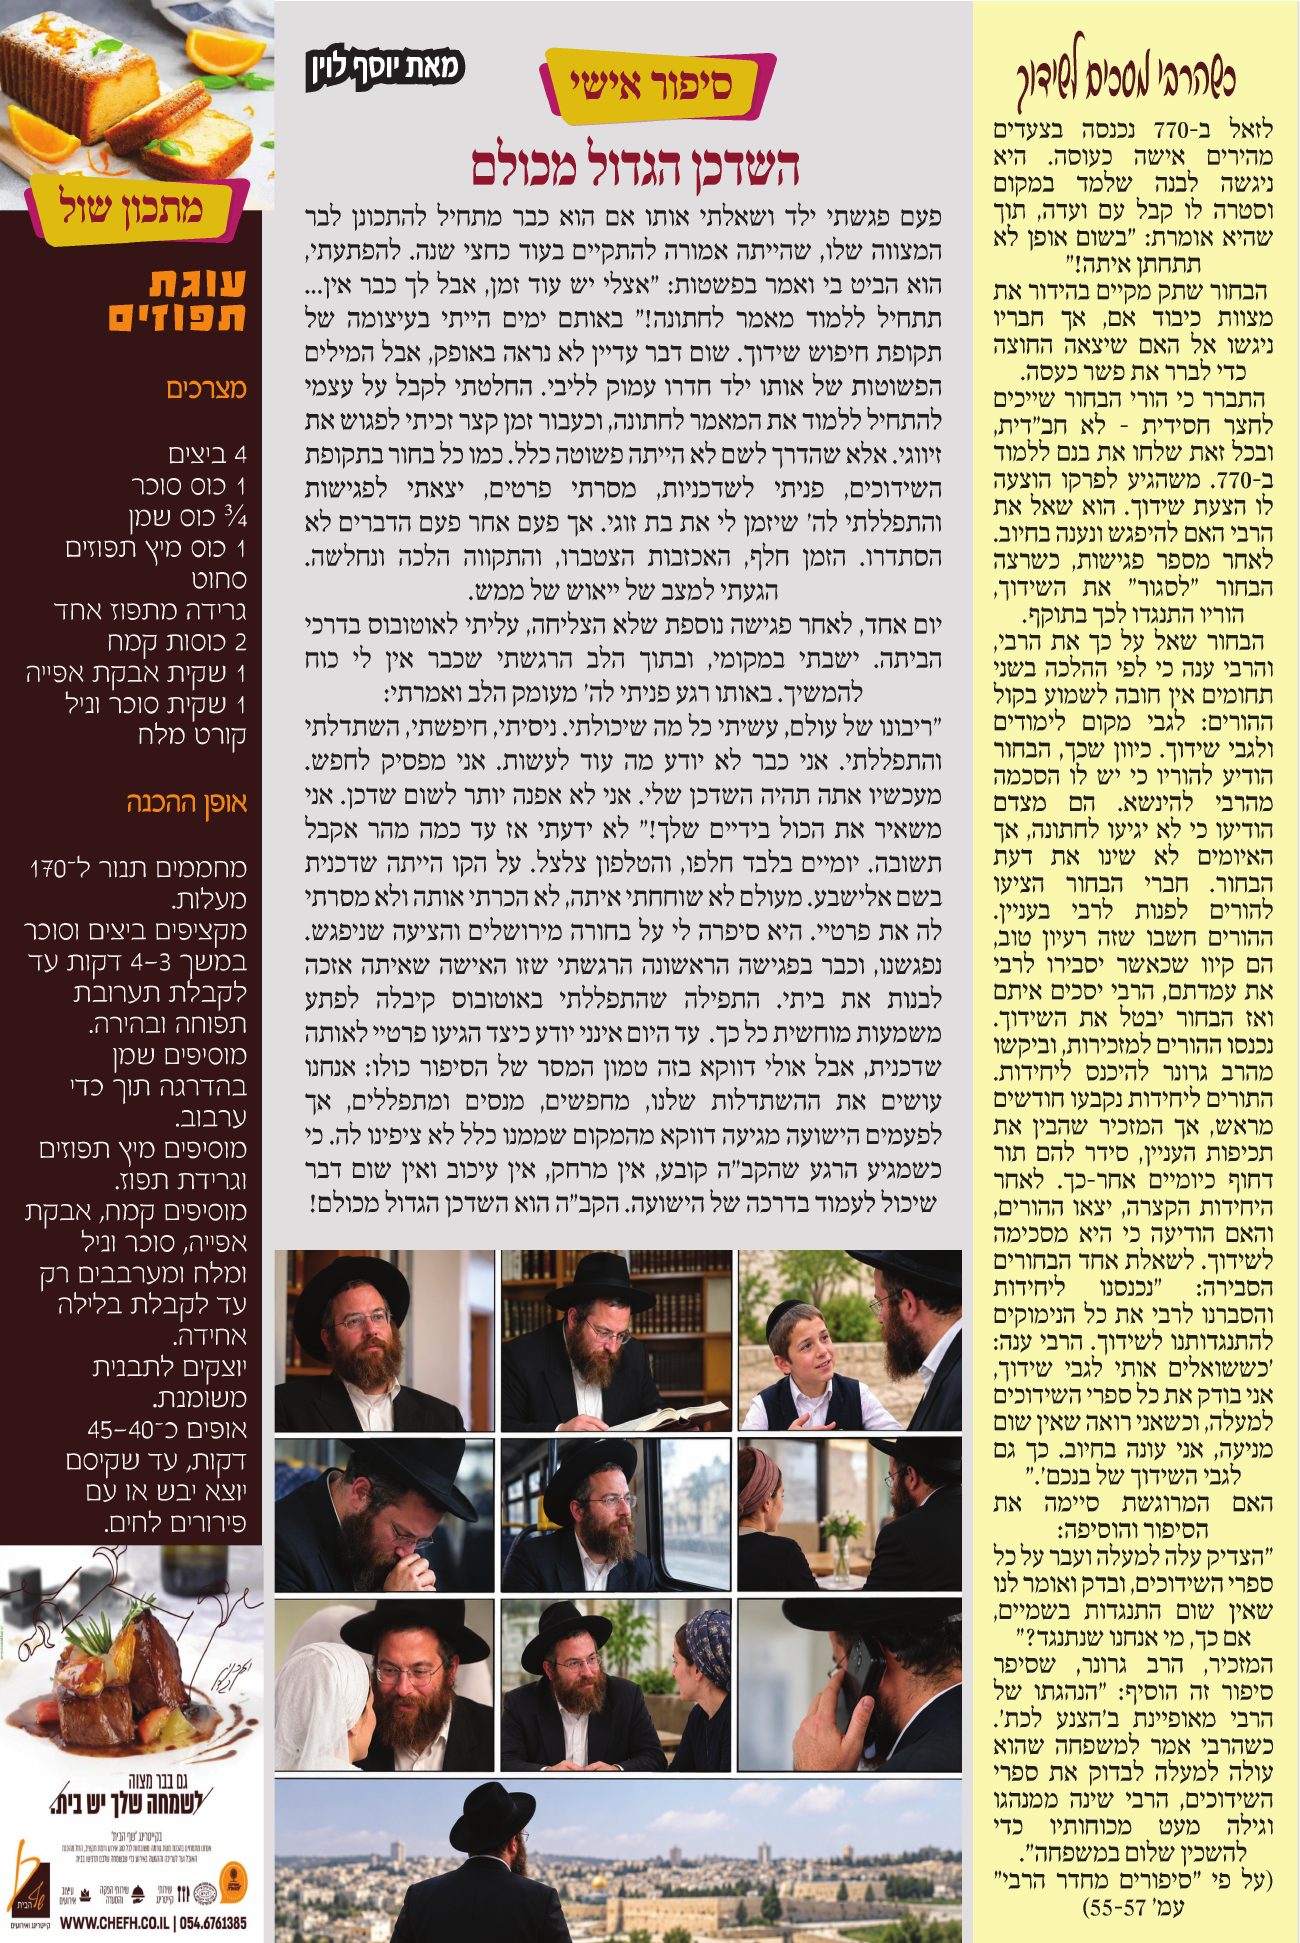 כשהרבי מסכים לשידוך
לזאל ב-770 נכנסה בצעדים
מהירים אישה כעוסה. היא
ניגשה לבנה שלמד במקום
וסטרה לו קבל עם ועדה, תוך
שהיא אומרת: "בשום אופן לא
תתחתן איתה!"
הבחור שתק מקיים בהידור את
מצוות כיבוד אם, אך חבריו
ניגשו אל האם שיצאה החוצה
כדי לברר את פשר כעסה.
התברר כי הורי הבחור שייכים
לחצר חסידית - לא חב"דית,
ובכל זאת שלחו את בנם ללמוד
ב-770. משהגיע לפרקו הוצעה
לו הצעת שידוך. הוא שאל את
הרבי האם להיפגש ונענה בחיוב.
לאחר מספר פגישות, כשרצה
הבחור "לסגור" את השידוך,
הוריו התנגדו לכך בתוקף.
הבחור שאל על כך את הרבי,
והרבי ענה כי לפי ההלכה בשני
תחומים אין חובה לשמוע בקול
ההורים: לגבי מקום לימודים
ולגבי שידוך. כיוון שכך, הבחור
הודיע להוריו כי יש לו הסכמה
מהרבי להינשא. הם מצדם
הודיעו כי לא יגיעו לחתונה, אך
האיומים לא שינו את דעת
הבחור. חברי הבחור הציעו
להורים לפנות לרבי בעניין.
ההורים חשבו שזה רעיון טוב,
הם קיוו שכאשר יסבירו לרבי
את עמדתם, הרבי יסכים איתם
ואז הבחור יבטל את השידוך.
נכנסו ההורים למזכירות, וביקשו
מהרב גרונר להיכנס ליחידות.
התורים ליחידות נקבעו חודשים
מראש, אך המזכיר שהבין את
תכיפות העניין, סידר להם תור
דחוף כיומיים אחר-כך. לאחר
היחידות הקצרה, יצאו ההורים,
והאם הודיעה כי היא מסכימה
לשידוך. לשאלת אחד הבחורים
הסבירה: "נכנסנו ליחידות
והסברנו לרבי את כל הנימוקים
להתנגדותנו לשידוך. הרבי ענה:
'כששואלים אותי לגבי שידוך,
אני בודק את כל ספרי השידוכים
למעלה, וכשאני רואה שאין שום
מניעה, אני עונה בחיוב. כך גם
לגבי השידוך של בנכם'."
האם המרוגשת סיימה את
הסיפור והוסיפה:
"הצדיק עלה למעלה ועבר על כל
ספרי השידוכים, ובדק ואומר לנו
שאין שום התנגדות בשמיים,
אם כך, מי אנחנו שנתנגד?"
המזכיר, הרב גרונר, שסיפר
סיפור זה הוסיף: "הנהגתו של
הרבי מאופיינת ב'הצנע לכת'.
כשהרבי אמר למשפחה שהוא
עולה למעלה לבדוק את ספרי
השידוכים, הרבי שינה ממנהגו
וגילה מעט מכוחותיו כדי
להשכין שלום במשפחה".
(על פי "סיפורים מחדר הרבי"
עמ' 55-57)
סיפור אישי
מאת יוסף לוין
השדכן הגדול מכולם
פעם פגשתי ילד ושאלתי אותו אם הוא כבר מתחיל להתכונן לבר
המצווה שלו, שהייתה אמורה להתקיים בעוד כחצי שנה. להפתעתי,
הוא הביט בי ואמר בפשטות: "אצלי יש עוד זמן, אבל לך כבר אין...
תתחיל ללמוד מאמר לחתונה!" באותם ימים הייתי בעיצומה של
תקופת חיפוש שידוך. שום דבר עדיין לא נראה באופק, אבל המילים
הפשוטות של אותו ילד חדרו עמוק לליבי. החלטתי לקבל על עצמי
להתחיל ללמוד את המאמר לחתונה, וכעבור זמן קצר זכיתי לפגוש את
זיווגי. אלא שהדרך לשם לא הייתה פשוטה כלל. כמו כל בחור בתקופת
השידוכים, פניתי לשדכניות, מסרתי פרטים, יצאתי לפגישות
והתפללתי לה' שיזמן לי את בת זוגי. אך פעם אחר פעם הדברים לא
הסתדרו. הזמן חלף, האכזבות הצטברו, והתקווה הלכה ונחלשה.
הגעתי למצב של ייאוש של ממש.
יום אחד, לאחר פגישה נוספת שלא הצליחה, עליתי לאוטובוס בדרכי
הביתה. ישבתי במקומי, ובתוך הלב הרגשתי שכבר אין לי כוח
להמשיך. באותו רגע פניתי לה' מעומק הלב ואמרתי:
"ריבונו של עולם, עשיתי כל מה שיכולתי. ניסיתי, חיפשתי, השתדלתי
והתפללתי. אני כבר לא יודע מה עוד לעשות. אני מפסיק לחפש.
מעכשיו אתה תהיה השדכן שלי. אני לא אפנה יותר לשום שדכן. אני
משאיר את הכול בידיים שלך!" לא ידעתי אז עד כמה מהר אקבל
תשובה. יומיים בלבד חלפו, והטלפון צלצל. על הקו הייתה שדכנית
בשם אלישבע. מעולם לא שוחחתי איתה, לא הכרתי אותה ולא מסרתי
לה את פרטיי. היא סיפרה לי על בחורה מירושלים והציעה שניפגש.
נפגשנו, וכבר בפגישה הראשונה הרגשתי שזו האישה שאיתה אזכה
לבנות את ביתי. התפילה שהתפללתי באוטובוס קיבלה לפתע
משמעות מוחשית כל כך. עד היום אינני יודע כיצד הגיעו פרטיי לאותה
שדכנית, אבל אולי דווקא בזה טמון המסר של הסיפור כולו: אנחנו
עושים את ההשתדלות שלנו, מחפשים, מנסים ומתפללים, אך
לפעמים הישועה מגיעה דווקא מהמקום שממנו כלל לא ציפינו לה. כי
כשמגיע הרגע שהקב"ה קובע, אין מרחק, אין עיכוב ואין שום דבר
שיכול לעמוד בדרכה של הישועה. הקב"ה הוא השדכן הגדול מכולם!
מתכון שול
עוגת
תפוזים
מצרכים
4 ביצים
1 כוס סוכר
¾ כוס שמן
1 כוס מיץ תפוזים
סחוט
גרידה מתפוז אחד
2 כוסות קמח
1 שקית אבקת אפייה
1 שקית סוכר וניל
קורט מלח
אופן ההכנה
מחממים תנור ל־170
מעלות.
מקציפים ביצים וסוכר
במשך 3–4 דקות עד
לקבלת תערובת
תפוחה ובהירה.
מוסיפים שמן
בהדרגה תוך כדי
ערבוב.
מוסיפים מיץ תפוזים
וגרידת תפוז.
מוסיפים קמח, אבקת
אפייה, סוכר וניל
ומלח ומערבבים רק
עד לקבלת בלילה
אחידה.
יוצקים לתבנית
משומנת.
אופים כ־40–45
דקות, עד שקיסם
יוצא יבש או עם
פירורים לחים.
גם בבר מצוה
לשמחה שלך יש בית.
בקייטרינג 'שף הבית'
שירותי קייטרינג
שירותי הפקה והסעדה
עיצוב אירועים
שף הבית
קייטרינג ואירועים
WWW.CHEFH.CO.IL | 054.6761385